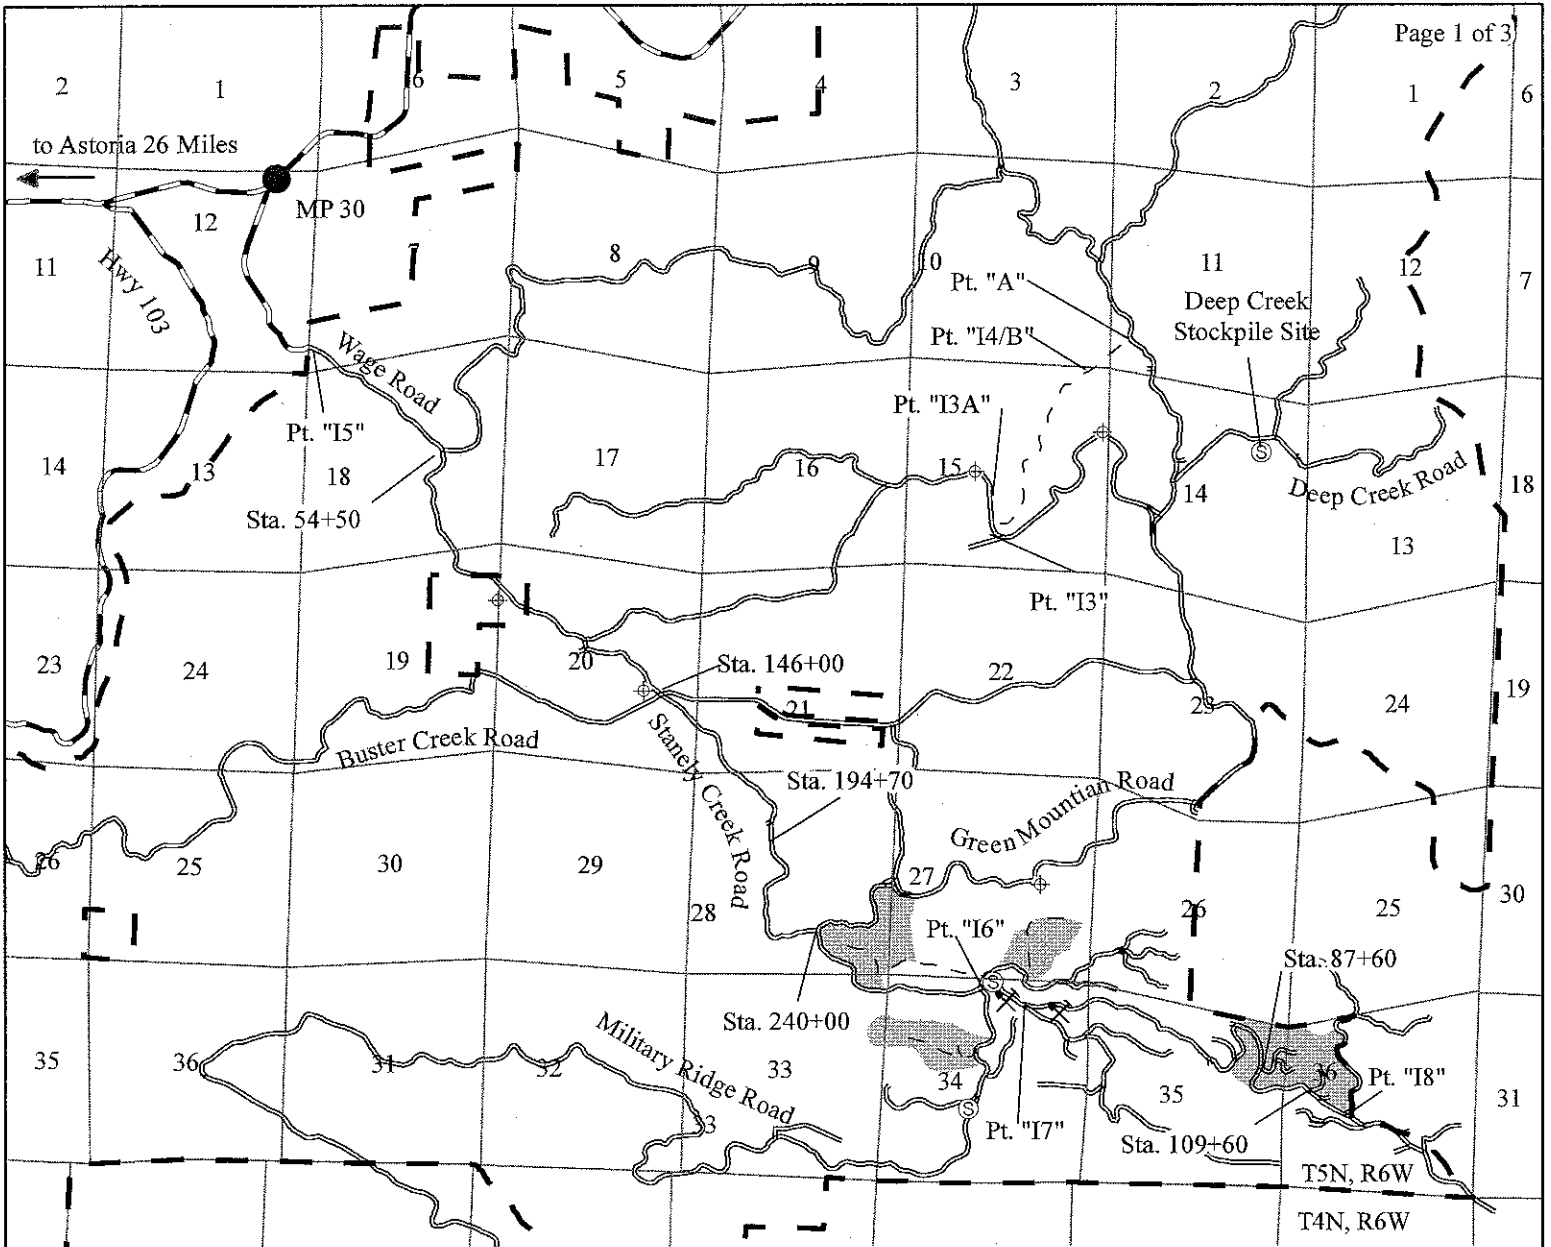 Page 1 of 3
2
1
6
5
4
3
2
1
6
to Astoria 26 Miles
MP 30
12
11
Hwy 103
7
8
9
10
Pt. "A"
11
12
7
Deep Creek
Stockpile Site
Pt. "I4/B"
Wage Road
Pt. "I3A"
Pt. "I5"
14
13
18
17
16
15
S
14
Deep Creek Road
18
Sta. 54+50
13
Pt. "I3"
23
24
19
20
Sta. 146+00
22
21
23
24
19
Buster Creek Road
Stanely Creek Road
Sta. 194+70
Green Mountian Road
26
25
30
29
28
27
Pt. "I6"
26
25
30
Sta. 87+60
S
Sta. 240+00
35
36
31
32
Military Ridge Road
33
34
35
36
Pt. "I8"
31
S
33
Pt. "I7"
Sta. 109+60
T5N, R6W
T4N, R6W